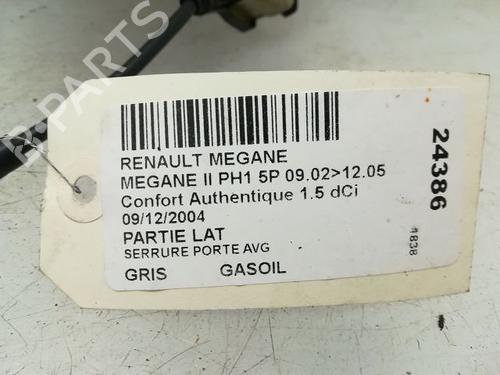 B-PARTS
RENAULT MEGANE
MEGANE II PH1 5P 09.02>12.05
Confort Authentique 1.5 dCi
09/12/2004
PARTIE LAT
SERRURE PORTE AVG
GRIS GASOIL
24386
1838